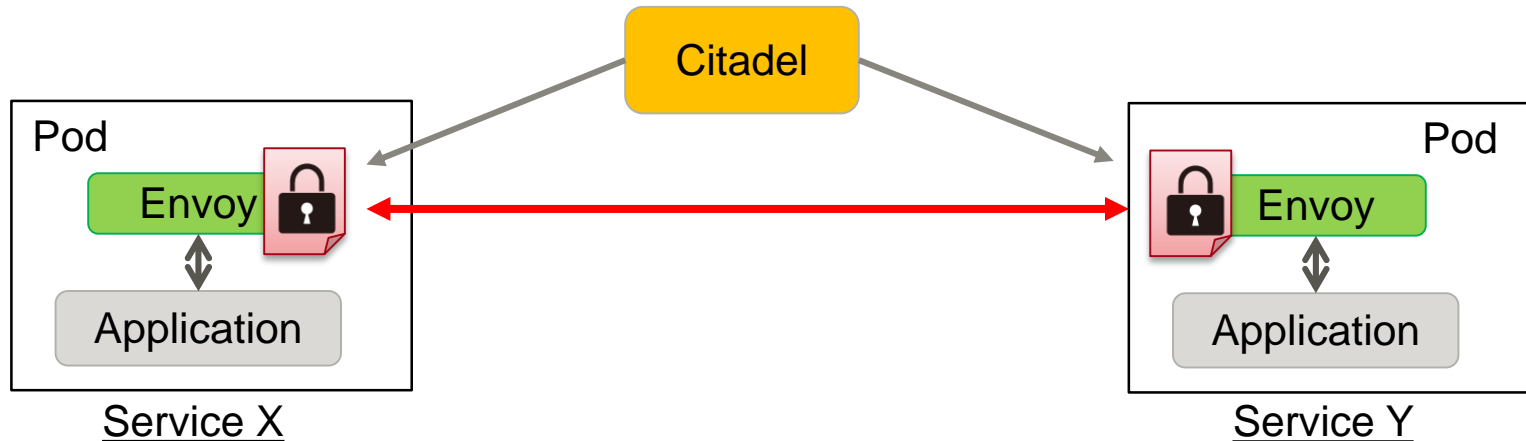 Citadel
Pod
Envoy
Application
Service X
Pod
Envoy
Application
Service Y